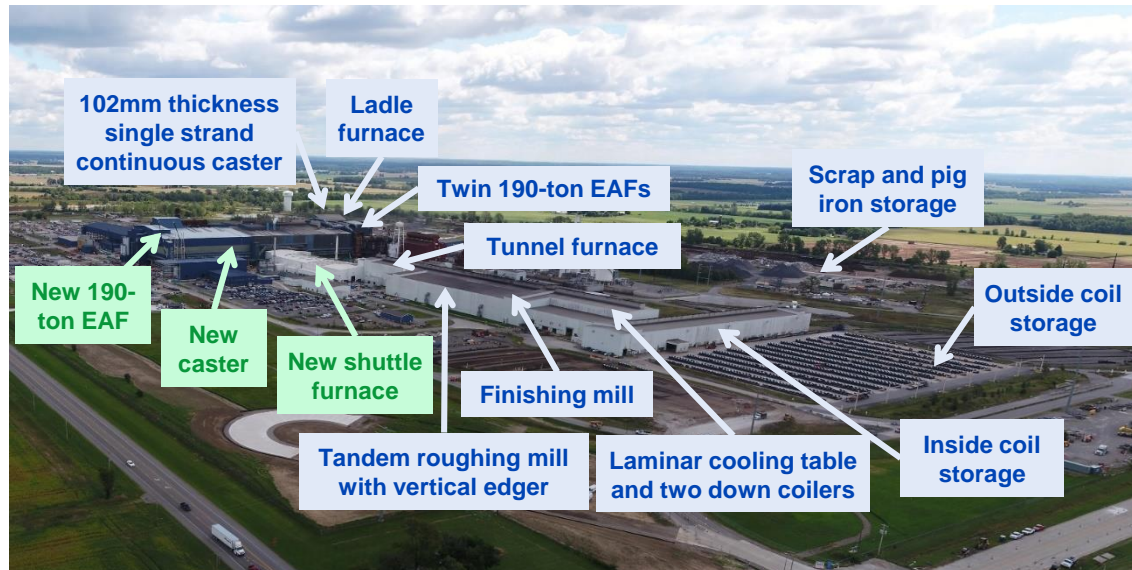 102mm thickness
single strand
continuous caster
Ladle
furnace
Twin 190-ton EAFs
Scrap and pig
iron storage
Tunnel furnace
New 190-
ton EAF
New
caster
New shuttle
furnace
Outside coil
storage
Finishing mill
Tandem roughing mill
with vertical edger
Laminar cooling table
and two down coilers
Inside coil
storage